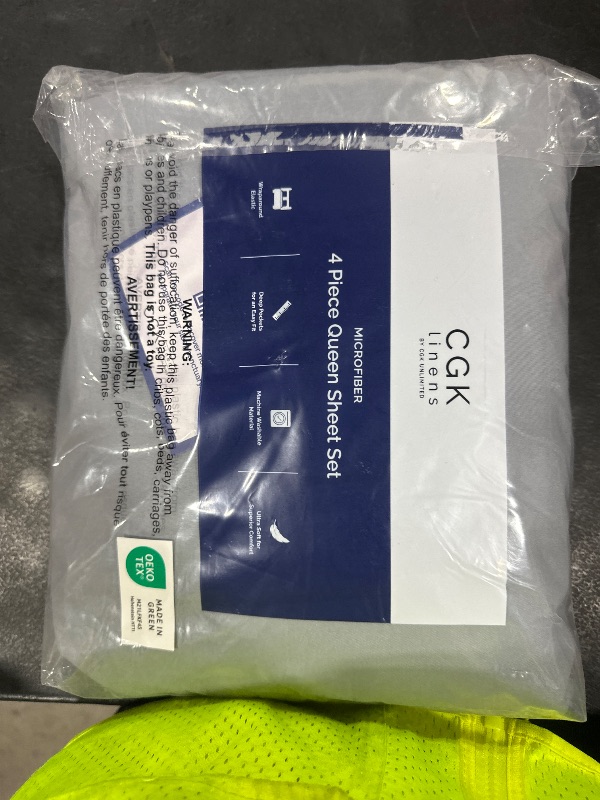 CGK
Linens
BY CGK UNLIMITED
MICROFIBER
4 Piece Queen Sheet Set
Wraparound
Elastic
Deep Pockets
for an Easy Fit
Machine Washable
Material
Ultra Soft for
Superior Comfort
WARNING:
avoid the danger of suffocation, keep this plastic bag away from
and children. Do not use this bag in cribs, cots, beds, carriages,
or playpens. This bag is not a toy.
AVERTISSEMENT!
sacs en plastique peuvent être dangereux. Pour éviter tout risque
tenir hors de portée des enfants.
OEKO
TEX®
MADE IN
GREEN